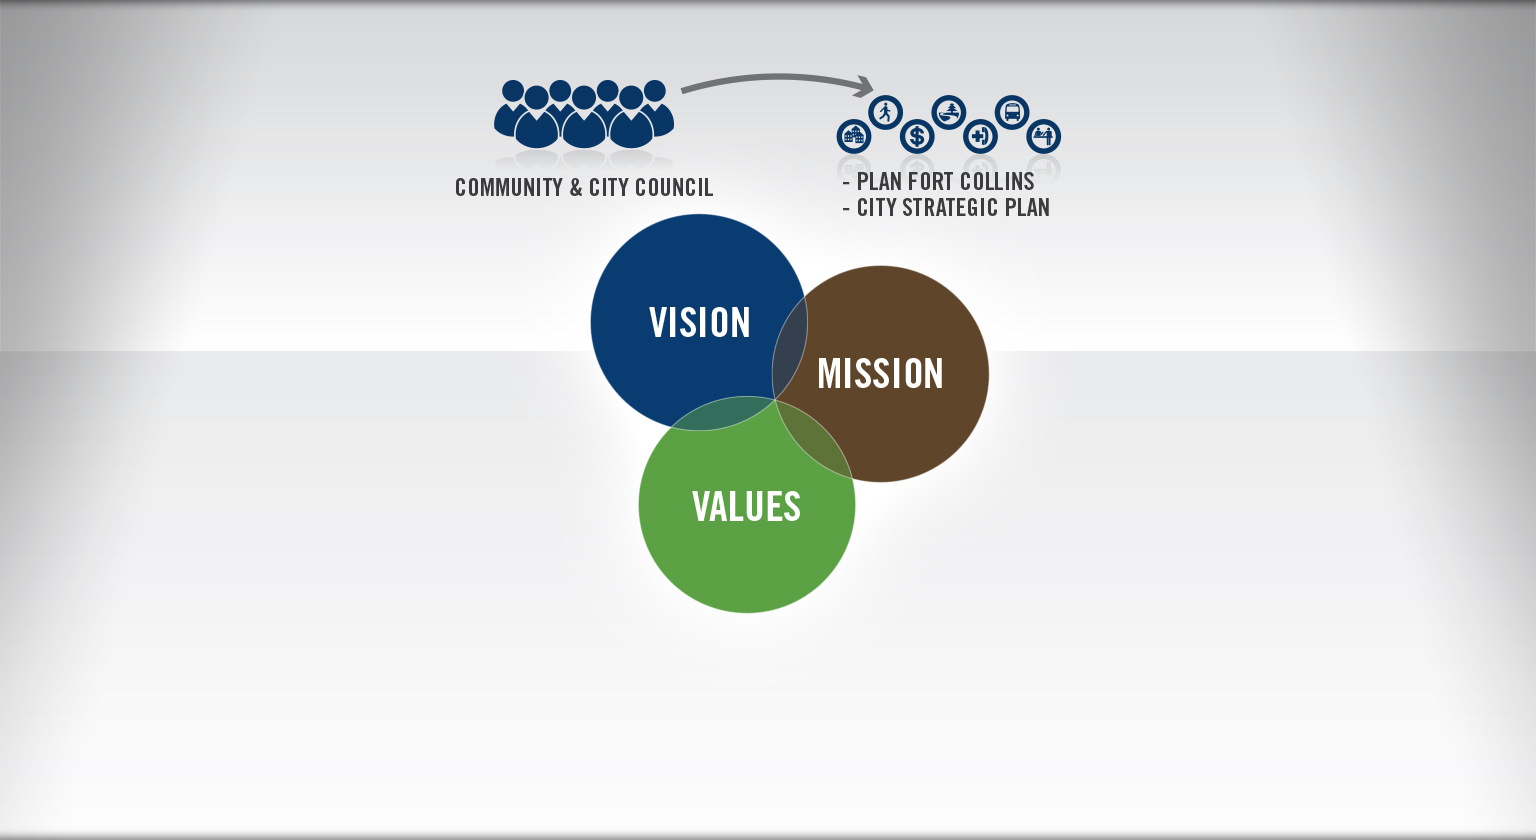 COMMUNITY & CITY COUNCIL
- PLAN FORT COLLINS
- CITY STRATEGIC PLAN
VISION
MISSION
VALUES